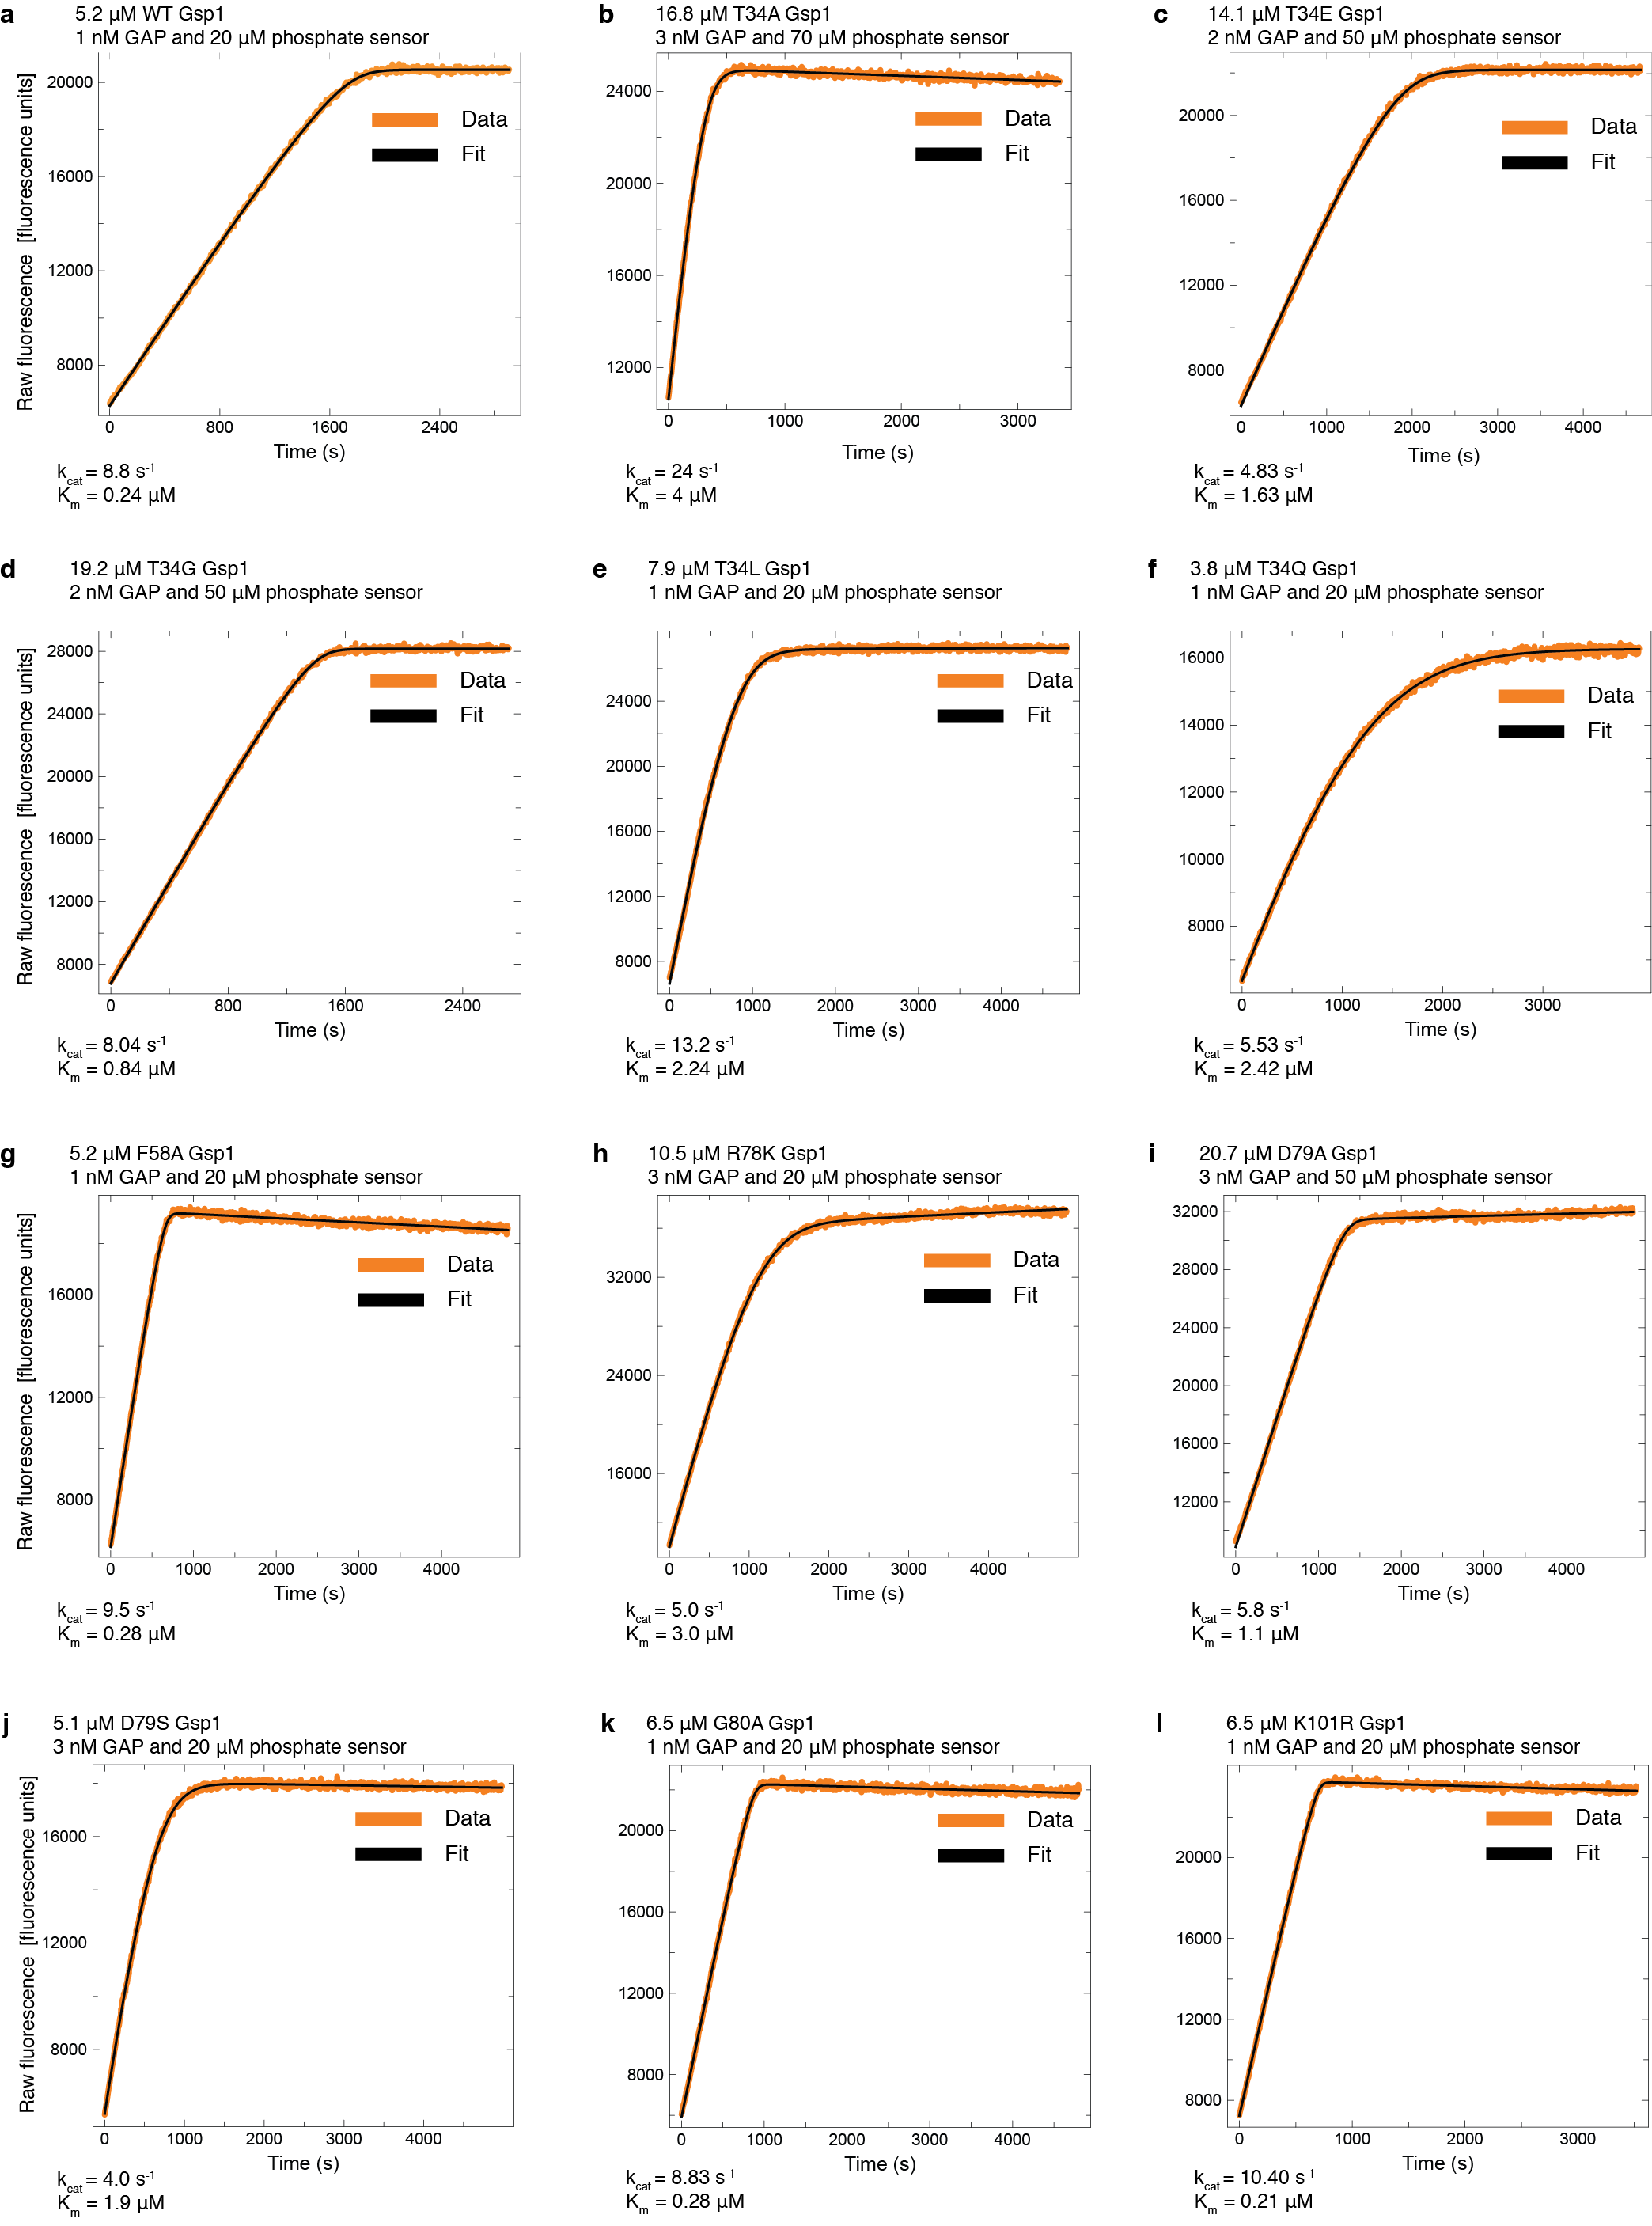 a
5.2 µM WT Gsp1
1 nM GAP and 20 µM phosphate sensor
Raw fluorescence [fluorescence units]
20000
16000
12000
8000
Data
Fit
0 800 1600 2400
Time (s)
kcat = 8.8 s-1
Km = 0.24 µM
b
16.8 µM T34A Gsp1
3 nM GAP and 70 µM phosphate sensor
24000
20000
16000
12000
Data
Fit
0 1000 2000 3000
Time (s)
kcat = 24 s-1
Km = 4 µM
c
14.1 µM T34E Gsp1
2 nM GAP and 50 µM phosphate sensor
20000
16000
12000
8000
Data
Fit
0 1000 2000 3000 4000
Time (s)
kcat = 4.83 s-1
Km = 1.63 µM
d
19.2 µM T34G Gsp1
2 nM GAP and 50 µM phosphate sensor
Raw fluorescence [fluorescence units]
28000
24000
20000
16000
12000
8000
Data
Fit
0 800 1600 2400
Time (s)
kcat = 8.04 s-1
Km = 0.84 µM
e
7.9 µM T34L Gsp1
1 nM GAP and 20 µM phosphate sensor
24000
20000
16000
12000
8000
Data
Fit
0 1000 2000 3000 4000
Time (s)
kcat = 13.2 s-1
Km = 2.24 µM
f
3.8 µM T34Q Gsp1
1 nM GAP and 20 µM phosphate sensor
16000
14000
12000
10000
8000
Data
Fit
0 1000 2000 3000
Time (s)
kcat = 5.53 s-1
Km = 2.42 µM
g
5.2 µM F58A Gsp1
1 nM GAP and 20 µM phosphate sensor
Raw fluorescence [fluorescence units]
16000
12000
8000
Data
Fit
0 1000 2000 3000 4000
Time (s)
kcat = 9.5 s-1
Km = 0.28 µM
h
10.5 µM R78K Gsp1
3 nM GAP and 20 µM phosphate sensor
32000
24000
16000
Data
Fit
0 1000 2000 3000 4000
Time (s)
kcat = 5.0 s-1
Km = 3.0 µM
i
20.7 µM D79A Gsp1
3 nM GAP and 50 µM phosphate sensor
32000
28000
24000
20000
16000
12000
Data
Fit
0 1000 2000 3000 4000
Time (s)
kcat = 5.8 s-1
Km = 1.1 µM
j
5.1 µM D79S Gsp1
3 nM GAP and 20 µM phosphate sensor
Raw fluorescence [fluorescence units]
16000
12000
8000
Data
Fit
0 1000 2000 3000 4000
Time (s)
kcat = 4.0 s-1
Km = 1.9 µM
k
6.5 µM G80A Gsp1
1 nM GAP and 20 µM phosphate sensor
20000
16000
12000
8000
Data
Fit
0 1000 2000 3000 4000
Time (s)
kcat = 8.83 s-1
Km = 0.28 µM
l
6.5 µM K101R Gsp1
1 nM GAP and 20 µM phosphate sensor
20000
16000
12000
8000
Data
Fit
0 1000 2000 3000
Time (s)
kcat = 10.40 s-1
Km = 0.21 µM